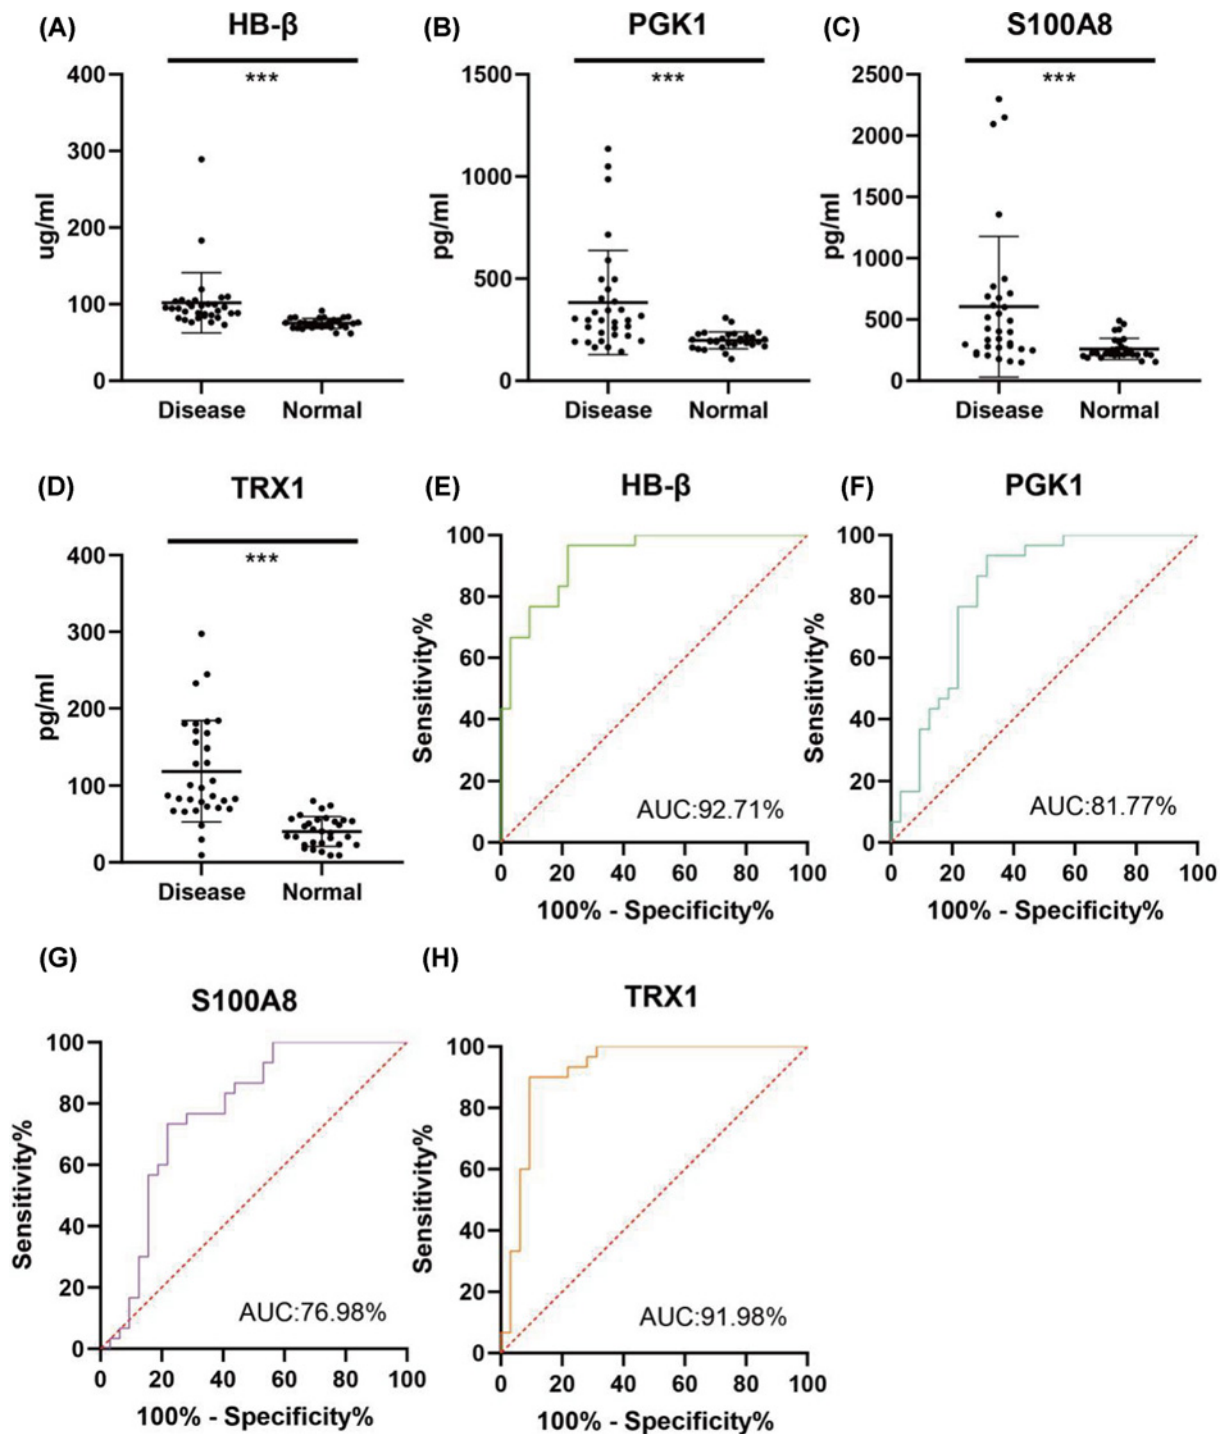 (A) HB-β
(B) PGK1
(C) S100A8
***
***
***
400
300
200
100
0
ug/ml
Disease Normal
1500
1000
500
0
pg/ml
Disease Normal
2500
2000
1500
1000
500
0
pg/ml
Disease Normal
(D) TRX1
***
400
300
200
100
0
pg/ml
Disease Normal
(E) HB-β
100
80
60
40
20
0
Sensitivity%
AUC:92.71%
0 20 40 60 80 100
100% - Specificity%
(F) PGK1
100
80
60
40
20
0
Sensitivity%
AUC:81.77%
0 20 40 60 80 100
100% - Specificity%
(G)
S100A8
100
80
60
40
20
0
Sensitivity%
AUC:76.98%
0 20 40 60 80 100
100% - Specificity%
(H)
TRX1
100
80
60
40
20
0
Sensitivity%
AUC:91.98%
0 20 40 60 80 100
100% - Specificity%